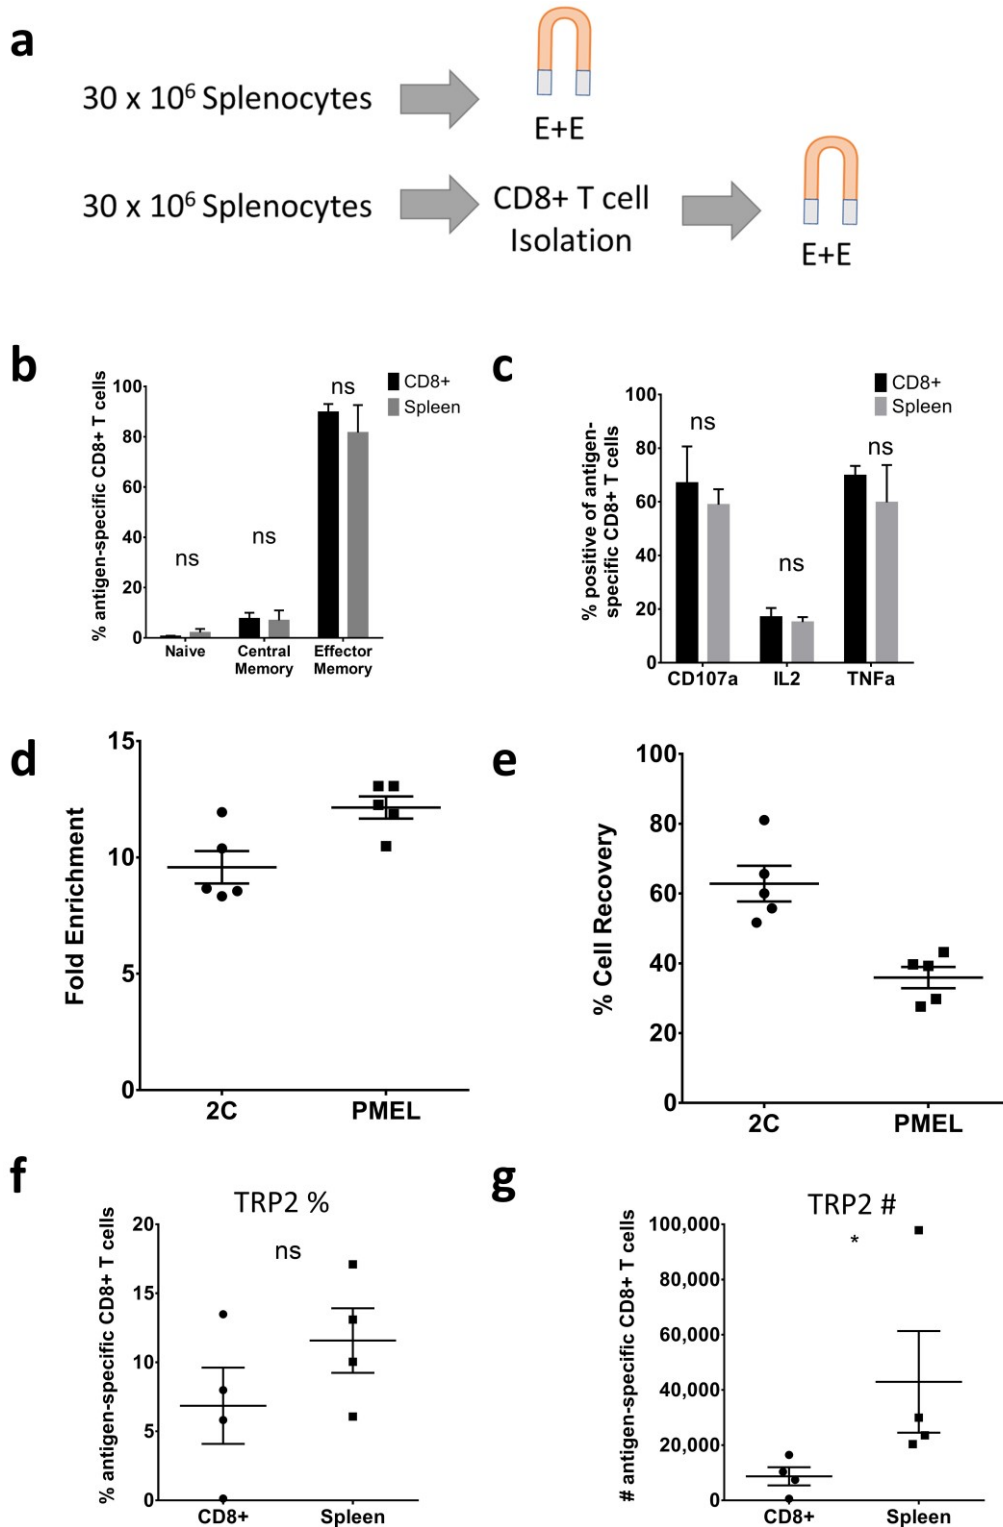 a
30 x 10⁶ Splenocytes
E+E
30 x 10⁶ Splenocytes
CD8+ T cell
Isolation
E+E
b
% antigen-specific CD8+ T cells
100
80
60
40
20
0
ns
ns
ns
CD8+
Spleen
Naive
Central
Memory
Effector
Memory
c
% positive of antigen-
specific CD8+ T cells
100
80
60
40
20
0
ns
ns
ns
CD8+
Spleen
CD107a
IL2
TNFa
d
Fold Enrichment
15
10
5
0
2C
PMEL
e
% Cell Recovery
100
80
60
40
20
0
2C
PMEL
f
TRP2 %
% antigen-specific CD8+ T cells
20
15
10
5
0
ns
CD8+
Spleen
g
TRP2 #
# antigen-specific CD8+ T cells
100,000
80,000
60,000
40,000
20,000
0
*
CD8+
Spleen